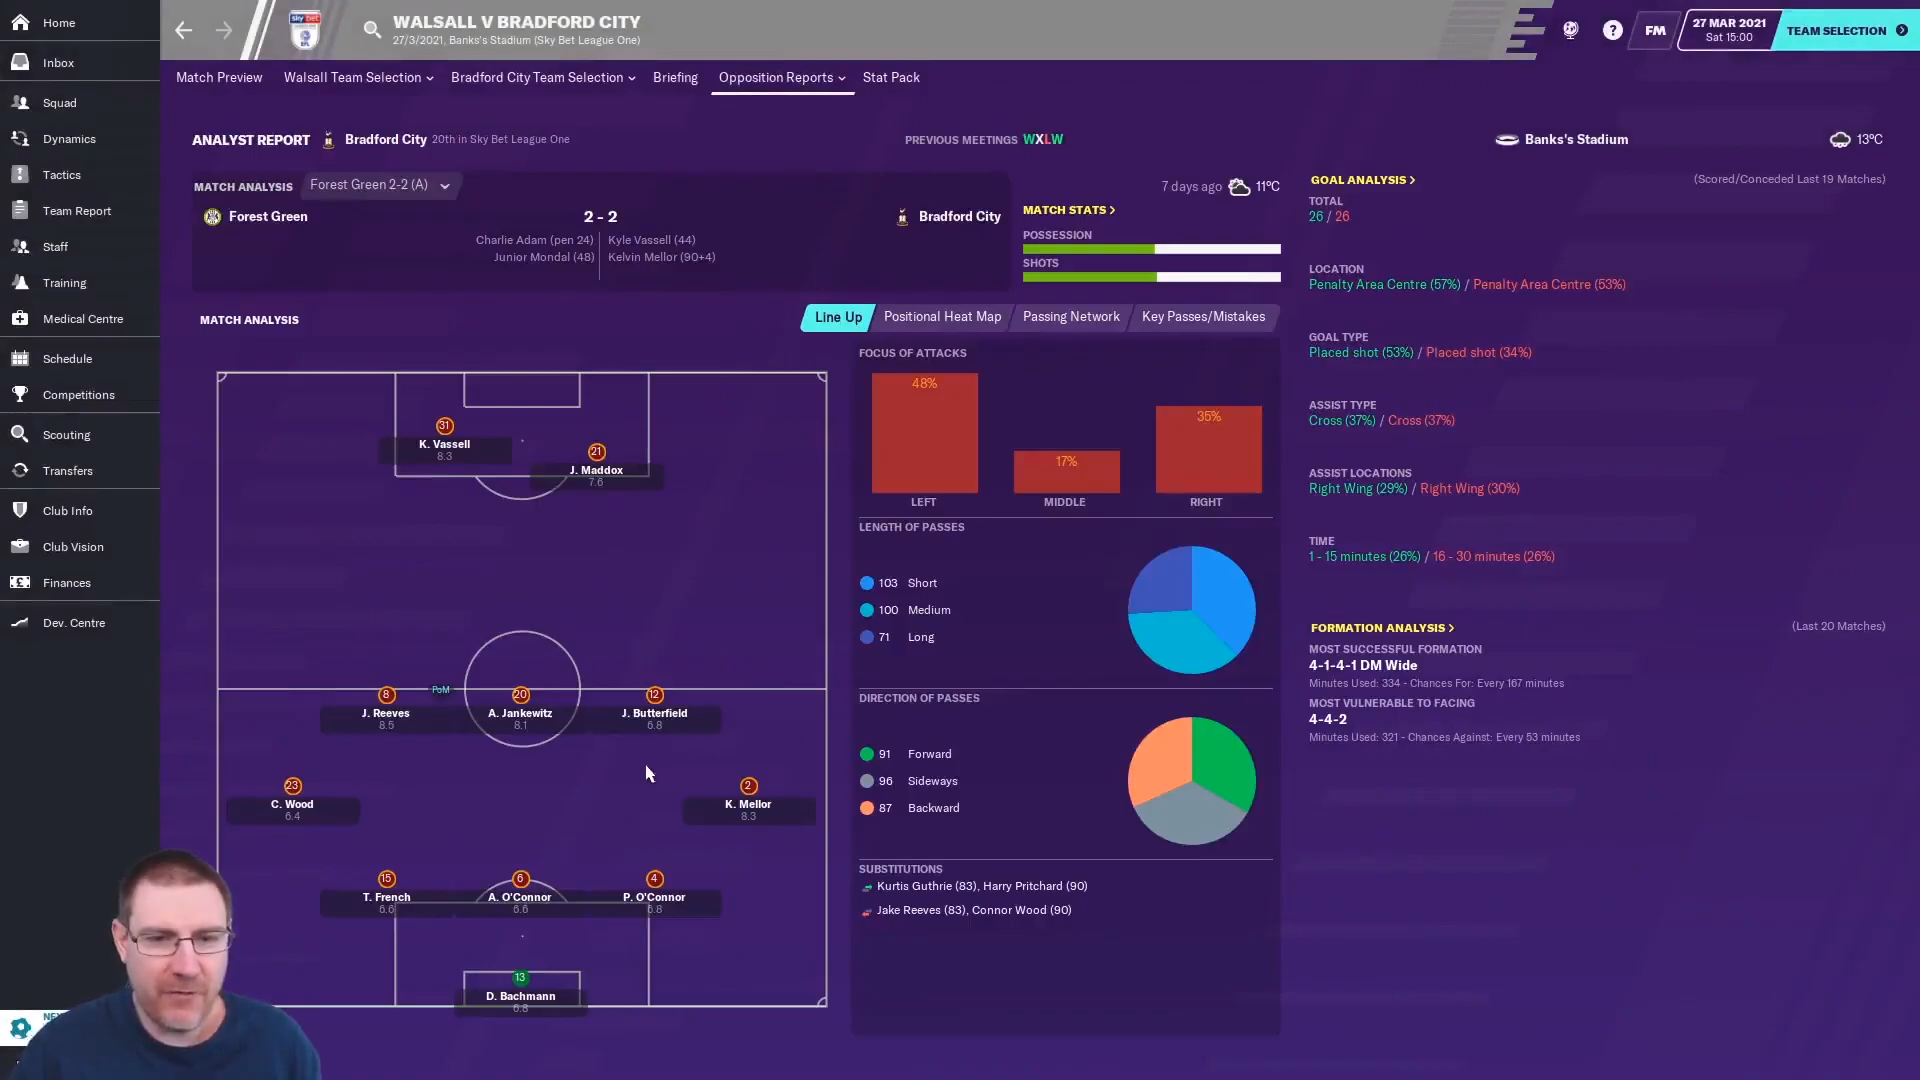 Home
Inbox
Squad
Dynamics
Tactics
Team Report
Staff
Training
Medical Centre
Schedule
Competitions
Scouting
Transfers
Club Info
Club Vision
Finances
Dev. Centre
sky bet
EFL
WALSALL V BRADFORD CITY
27/3/2021, Banks's Stadium (Sky Bet League One)
FM
27 MAR 2021
Sat 15:00
TEAM SELECTION
Match Preview Walsall Team Selection Bradford City Team Selection Briefing Opposition Reports Stat Pack
ANALYST REPORT Bradford City 20th in Sky Bet League One
PREVIOUS MEETINGS WXLW
Banks's Stadium
13°C
MATCH ANALYSIS Forest Green 2-2 (A)
7 days ago 11°C
Forest Green 2 - 2 Bradford City
Charlie Adam (pen 24) Kyle Vassell (44)
Junior Mondal (48) Kelvin Mellor (90+4)
MATCH STATS >
POSSESSION
SHOTS
MATCH ANALYSIS
Line Up Positional Heat Map Passing Network Key Passes/Mistakes
31
K. Vassell
8.3
21
J. Maddox
7.6
8 PoM 20 12
J. Reeves A. Jankewitz J. Butterfield
8.5 8.1 6.8
23 2
C. Wood K. Mellor
6.4 8.3
15 6 4
T. French A. O'Connor P. O'Connor
6.6 6.6 6.8
13
D. Bachmann
6.8
FOCUS OF ATTACKS
48% 17% 35%
LEFT MIDDLE RIGHT
LENGTH OF PASSES
103 Short
100 Medium
71 Long
DIRECTION OF PASSES
91 Forward
96 Sideways
87 Backward
SUBSTITUTIONS
Kurtis Guthrie (83), Harry Pritchard (90)
Jake Reeves (83), Connor Wood (90)
GOAL ANALYSIS > (Scored/Conceded Last 19 Matches)
TOTAL
26 / 26
LOCATION
Penalty Area Centre (57%) / Penalty Area Centre (53%)
GOAL TYPE
Placed shot (53%) / Placed shot (34%)
ASSIST TYPE
Cross (37%) / Cross (37%)
ASSIST LOCATIONS
Right Wing (29%) / Right Wing (30%)
TIME
1 - 15 minutes (26%) / 16 - 30 minutes (26%)
FORMATION ANALYSIS > (Last 20 Matches)
MOST SUCCESSFUL FORMATION
4-1-4-1 DM Wide
Minutes Used: 334 - Chances For: Every 167 minutes
MOST VULNERABLE TO FACING
4-4-2
Minutes Used: 321 - Chances Against: Every 53 minutes